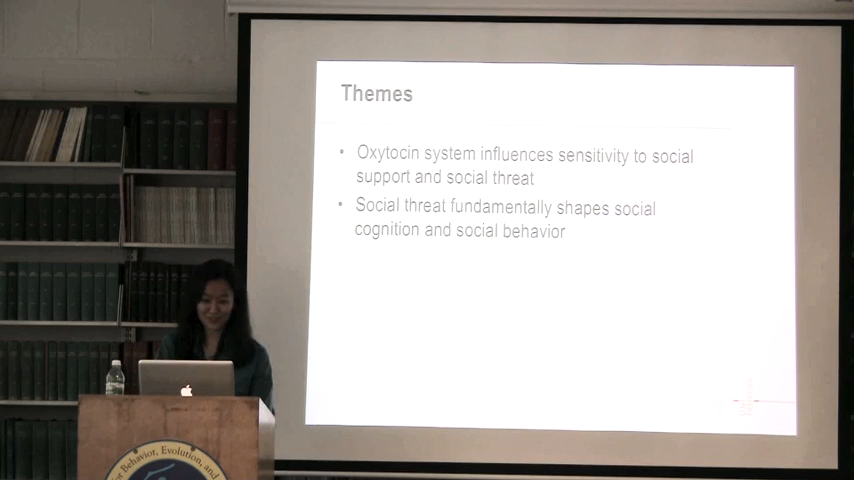 Themes
• Oxytocin system influences sensitivity to social
support and social threat
• Social threat fundamentally shapes social
cognition and social behavior
Behavior, Evolution, and